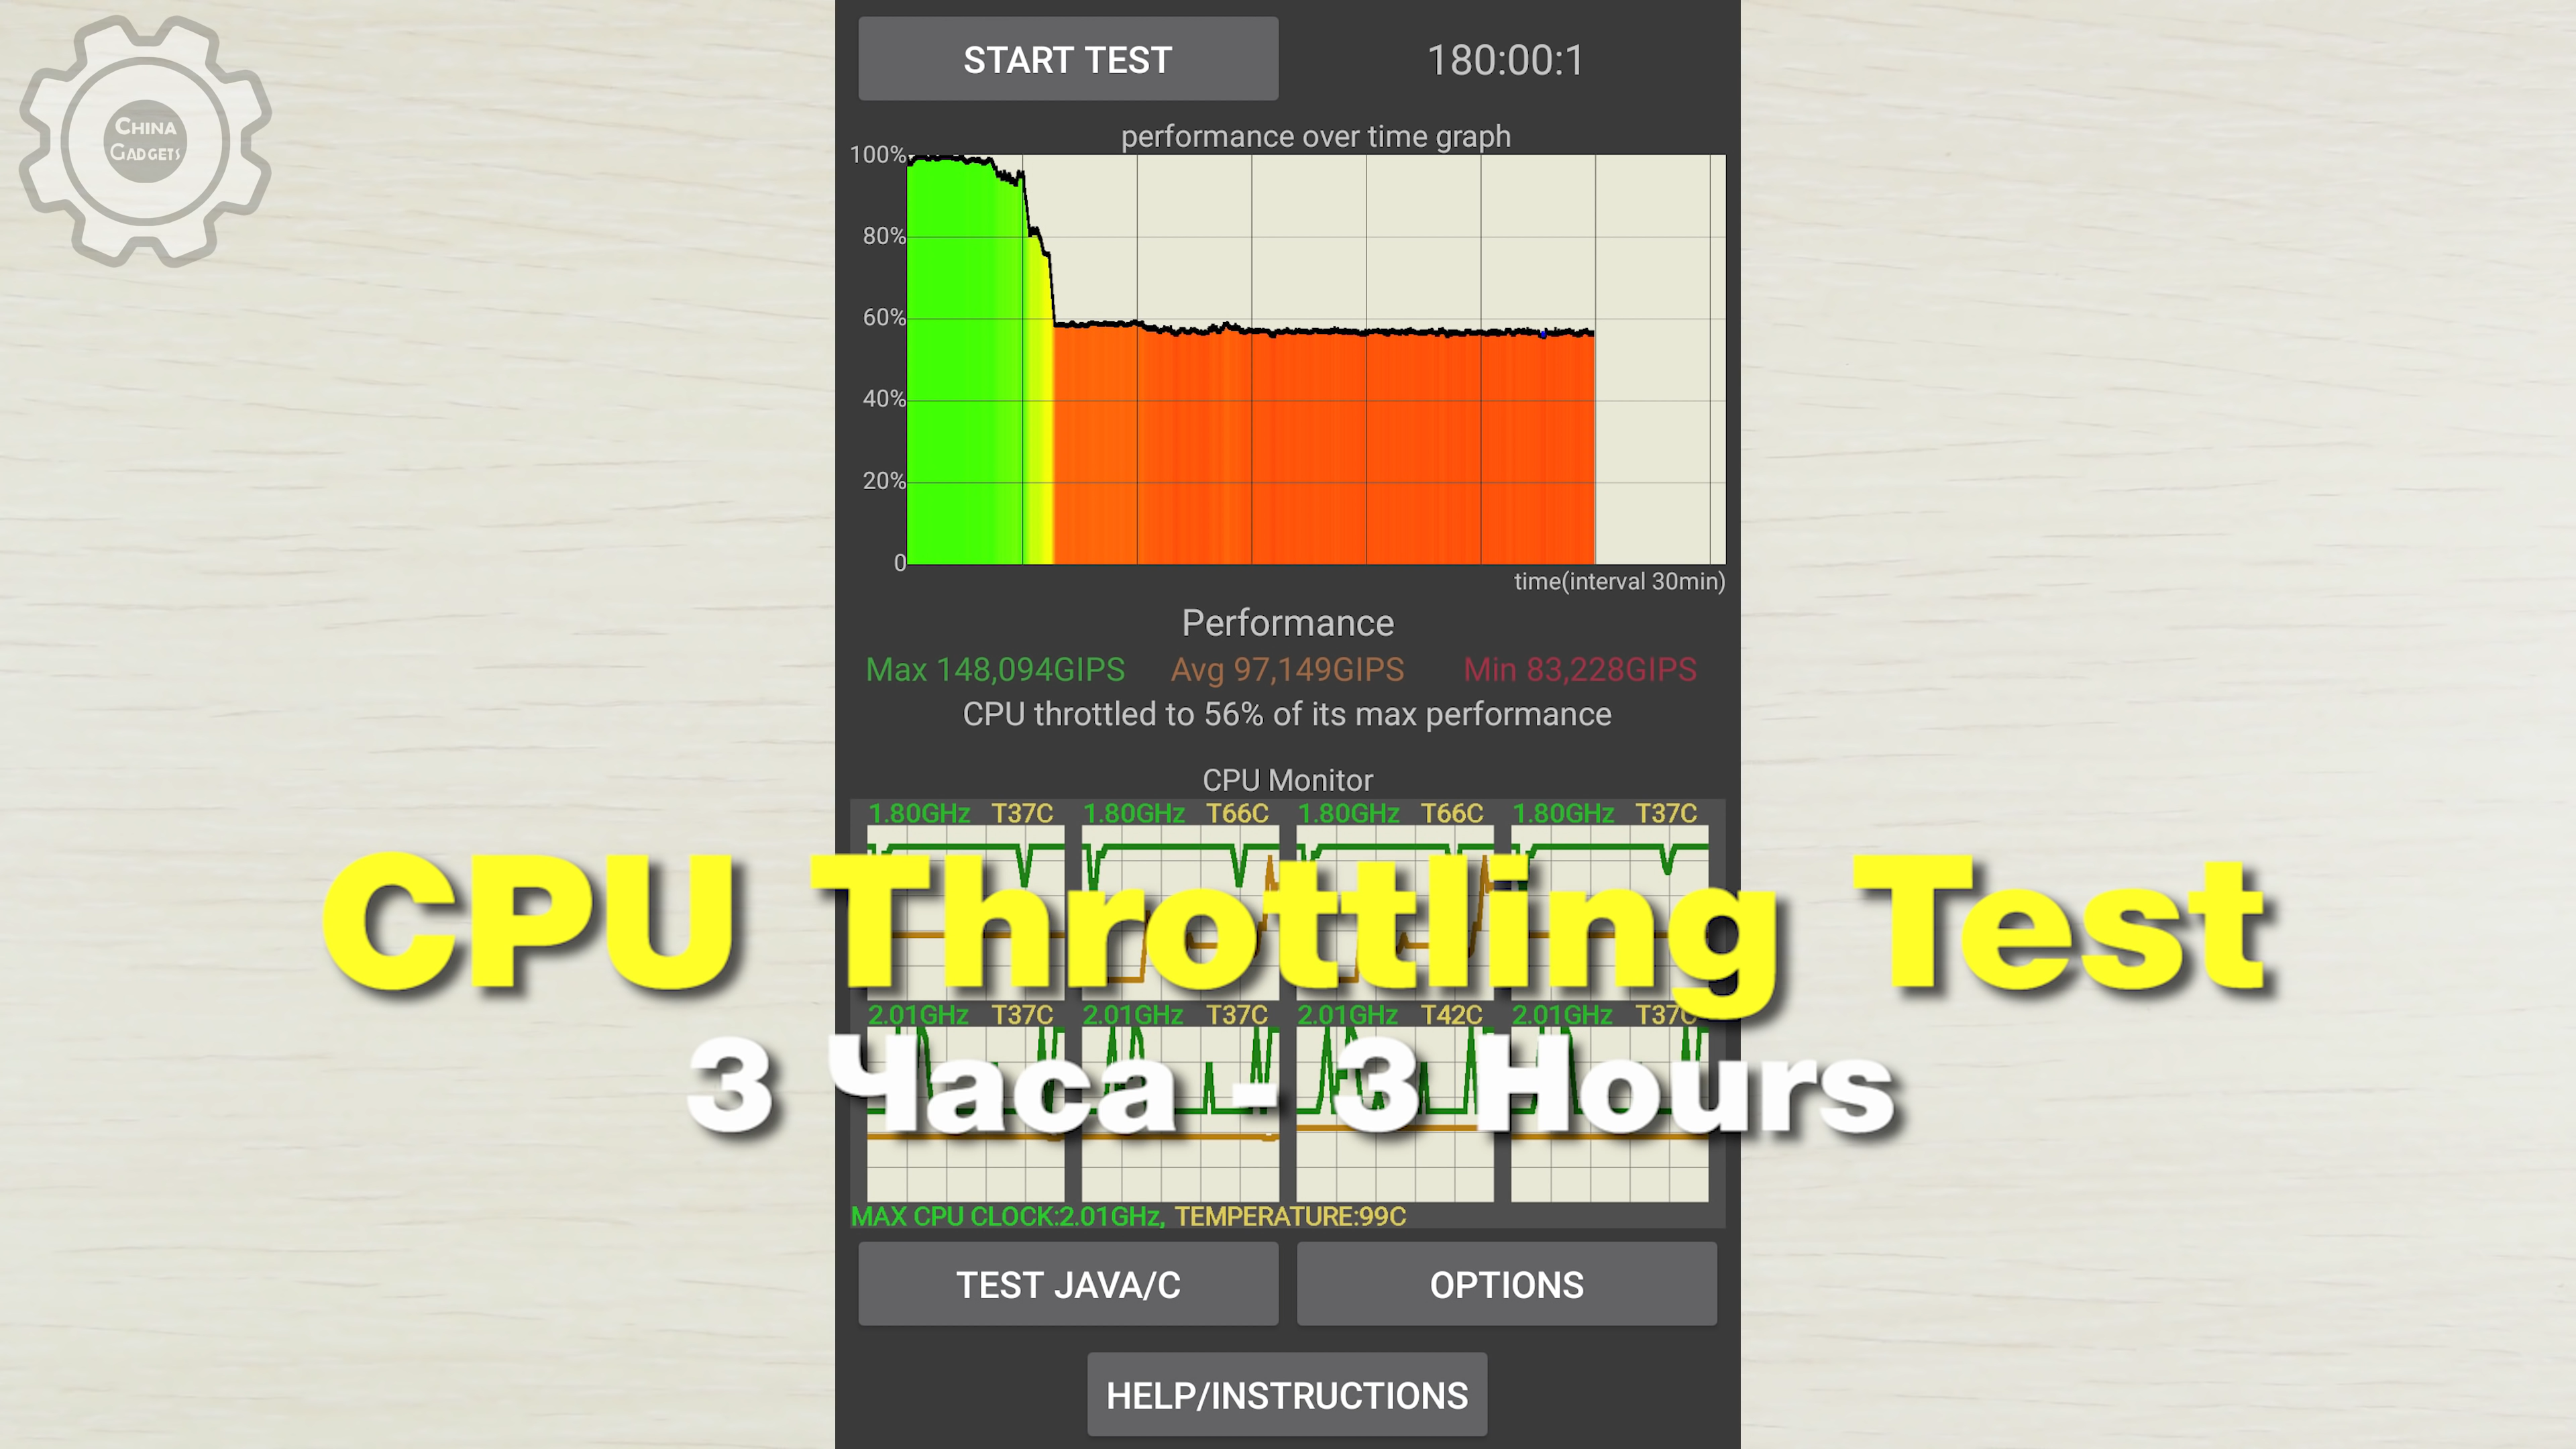 CHINA
GADGETS
START TEST
180:00:1
performance over time graph
100%
80%
60%
40%
20%
0
time(interval 30min)
Performance
Max 148,094GIPS Avg 97,149GIPS Min 83,228GIPS
CPU throttled to 56% of its max performance
CPU Monitor
1.80GHz T37C 1.80GHz T66C 1.80GHz T66C 1.80GHz T37C
CPU Throttling Test
2.01GHz T37C 2.01GHz T37C 2.01GHz T42C 2.01GHz T37C
3 Часа - 3 Hours
MAX CPU CLOCK:2.01GHz, TEMPERATURE:99C
TEST JAVA/C
OPTIONS
HELP/INSTRUCTIONS